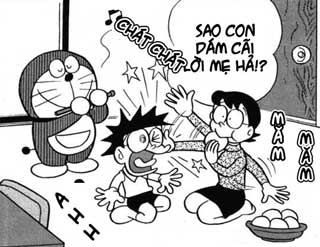 CHÁT CHÁT
SAO CON
DÁM CÃI
LỜI MẸ HẢ!?
MĂM
MĂM
AHH